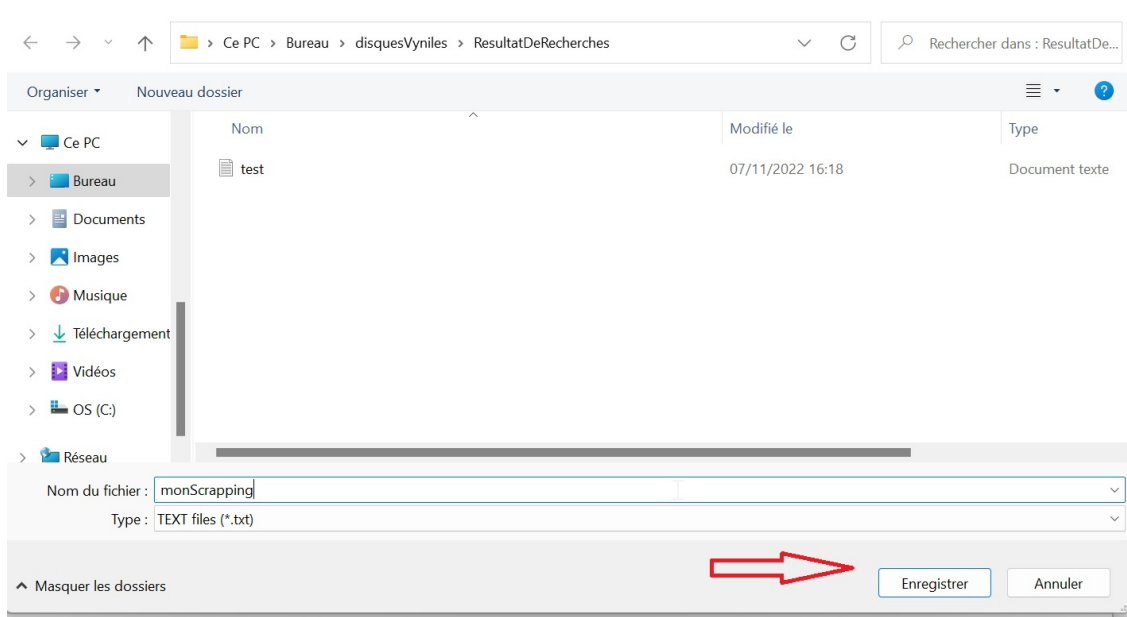 Ce PC > Bureau > disquesVyniles > ResultatDeRecherches
Rechercher dans : ResultatDe...
Organiser
Nouveau dossier
Nom
Modifié le
Type
Ce PC
test
07/11/2022 16:18
Document texte
Bureau
Documents
Images
Musique
Téléchargement
Vidéos
OS (C:)
Réseau
Nom du fichier : monScrapping
Type : TEXT files (*.txt)
Masquer les dossiers
Enregistrer
Annuler